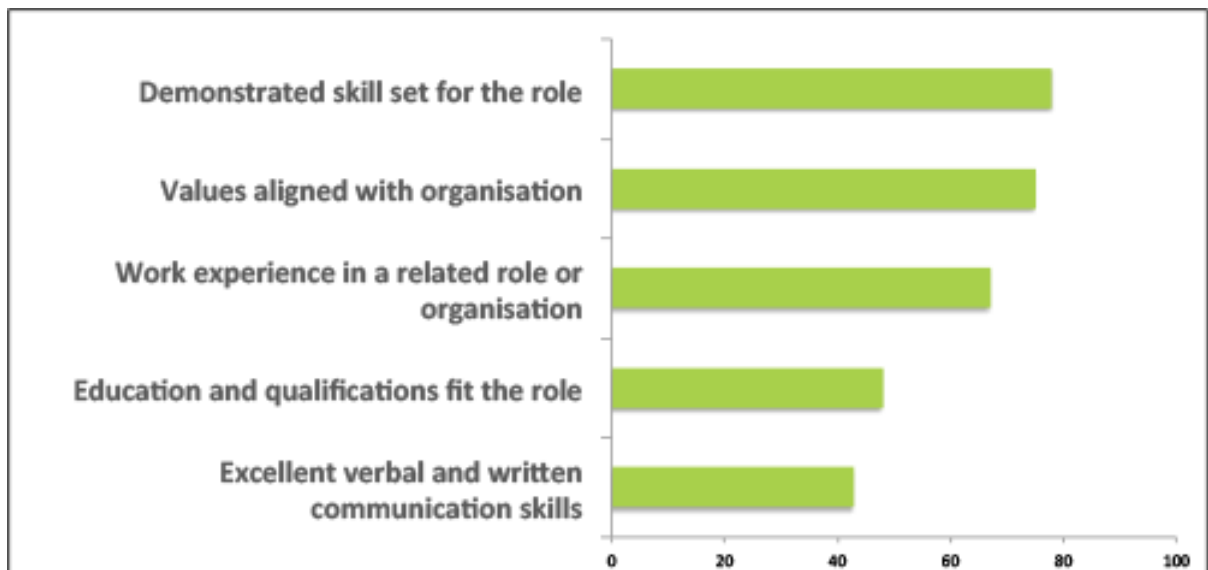 Demonstrated skill set for the role
Values aligned with organisation
Work experience in a related role or
organisation
Education and qualifications fit the role
Excellent verbal and written
communication skills
0 20 40 60 80 100